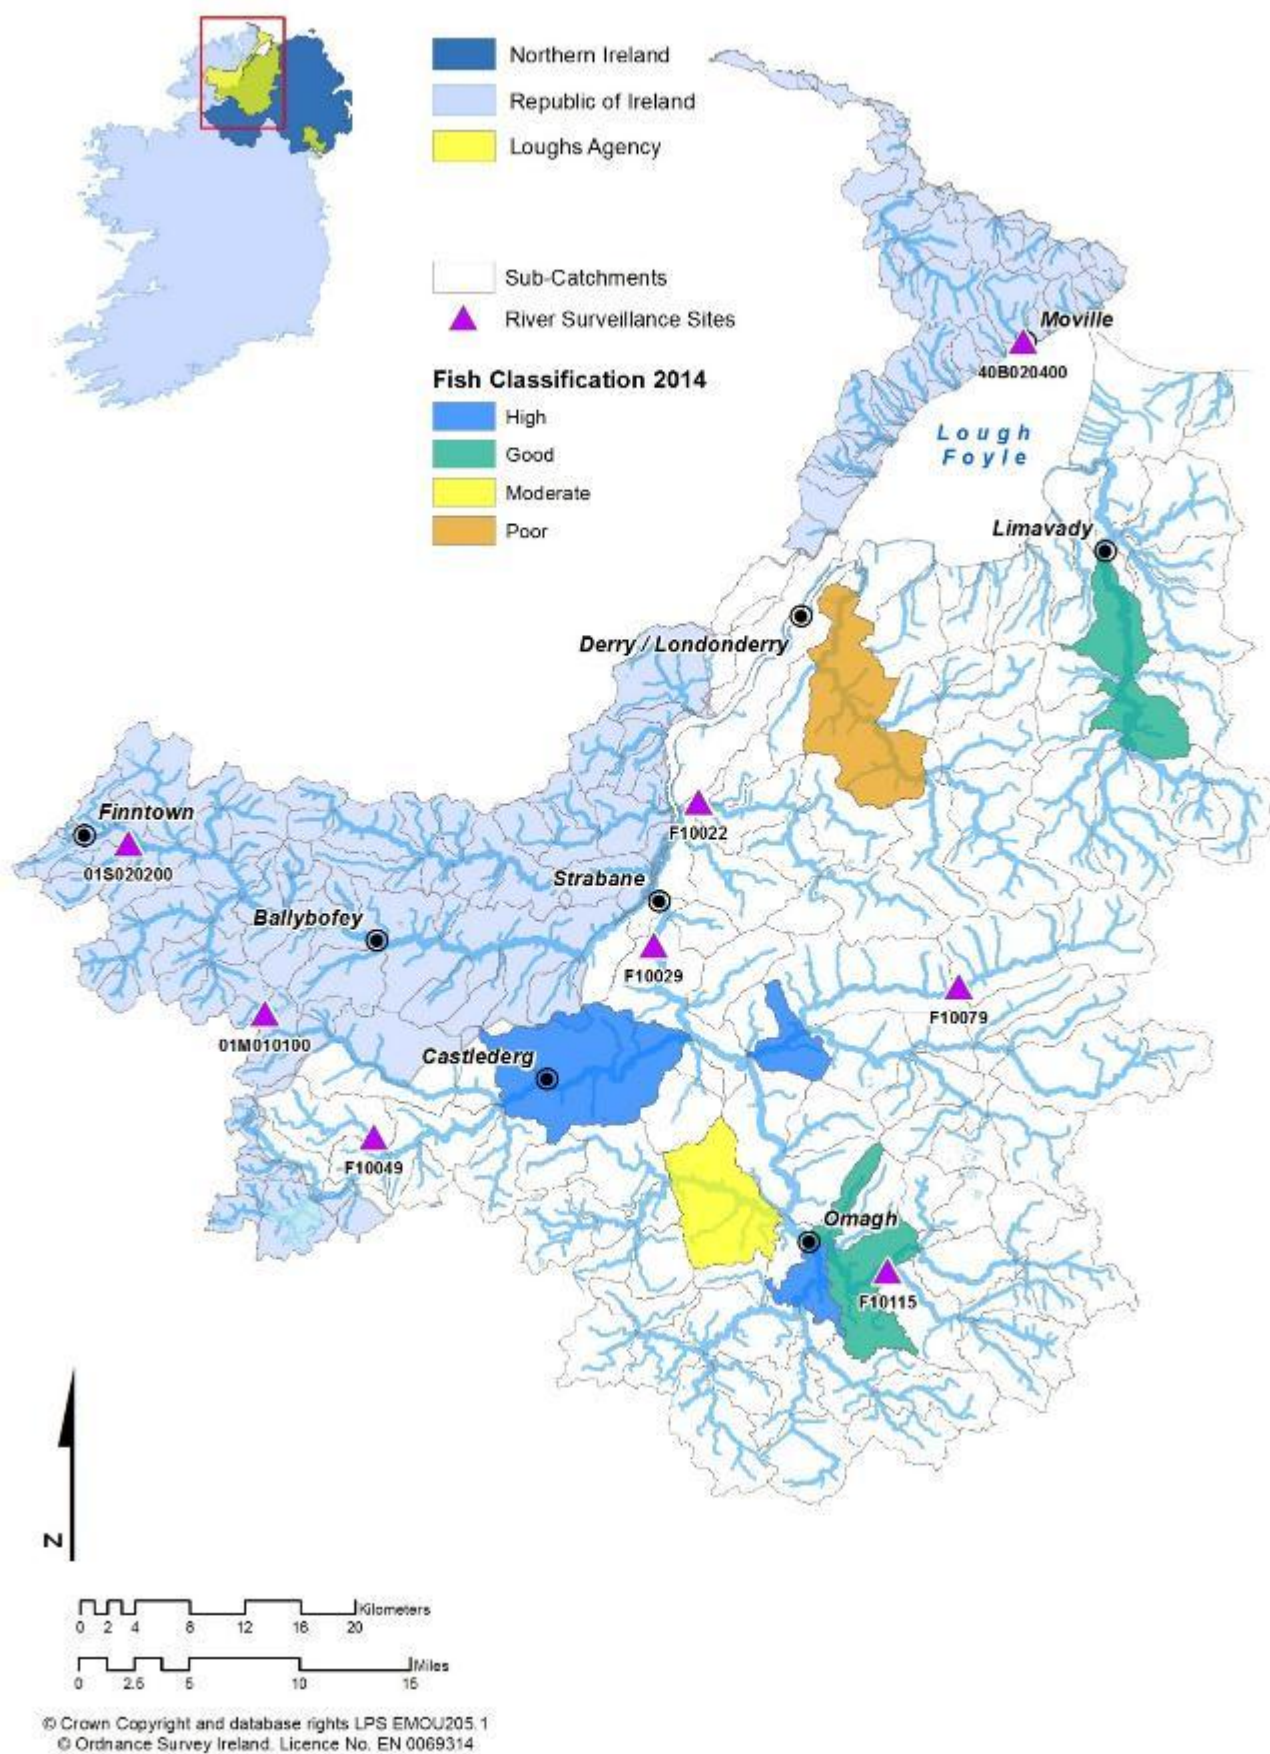 Northern Ireland
Republic of Ireland
Loughs Agency
Sub-Catchments
River Surveillance Sites
Fish Classification 2014
High
Good
Moderate
Poor
Moville
40B020400
Lough
Foyle
Limavady
Derry / Londonderry
Finntown
01S020200
F10022
Strabane
Ballybofey
F10029
F10079
01M010100
Castlederg
F10049
Omagh
F10115
N
Kilometers
0 2 4 8 12 16 20
Miles
0 2.5 5 10 15
© Crown Copyright and database rights LPS EMOU205.1
© Ordnance Survey Ireland. Licence No. EN 0069314